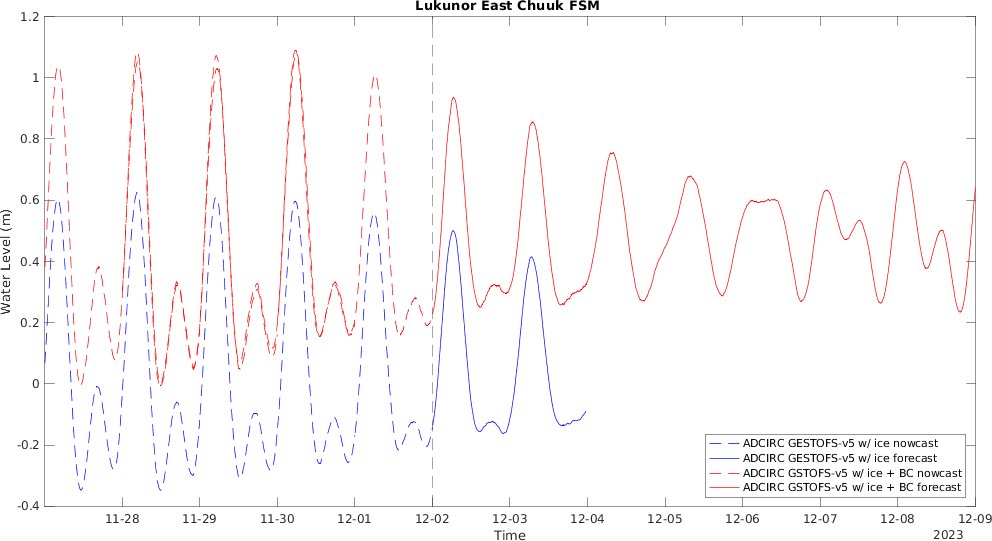 Lukunor East Chuuk FSM
Water Level (m)
1.2
1
0.8
0.6
0.4
0.2
0
-0.2
-0.4
ADCIRC GESTOFS-v5 w/ ice nowcast
ADCIRC GESTOFS-v5 w/ ice forecast
ADCIRC GSTOFS-v5 w/ ice + BC nowcast
ADCIRC GSTOFS-v5 w/ ice + BC forecast
11-28 11-29 11-30 12-01 12-02 12-03 12-04 12-05 12-06 12-07 12-08 12-09
Time
2023